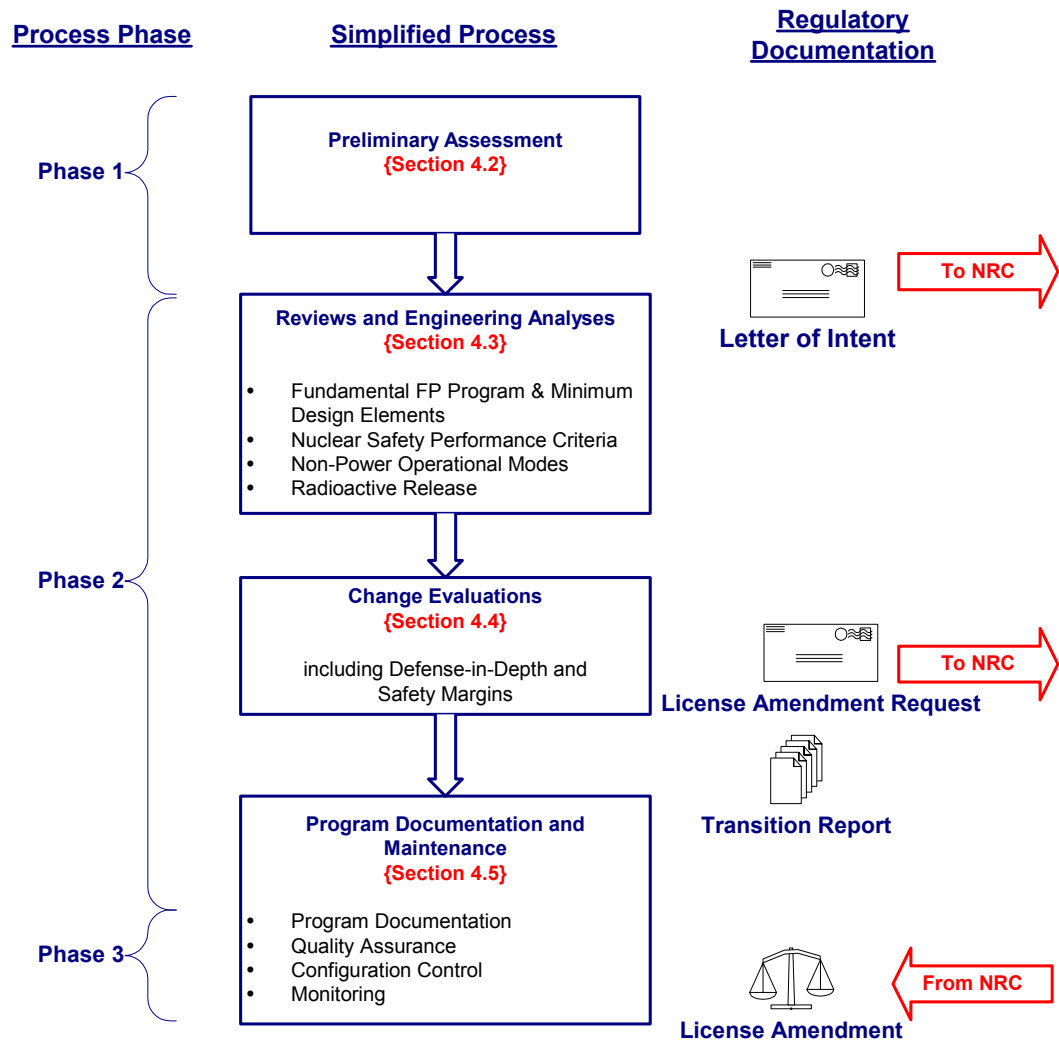 Process Phase
Simplified Process
Regulatory
Documentation
Phase 1
Preliminary Assessment
{Section 4.2}
To NRC
Letter of Intent
Reviews and Engineering Analyses
{Section 4.3}
• Fundamental FP Program & Minimum
Design Elements
• Nuclear Safety Performance Criteria
• Non-Power Operational Modes
• Radioactive Release
Phase 2
Change Evaluations
{Section 4.4}
including Defense-in-Depth and
Safety Margins
To NRC
License Amendment Request
Transition Report
Program Documentation and
Maintenance
{Section 4.5}
• Program Documentation
• Quality Assurance
• Configuration Control
• Monitoring
Phase 3
From NRC
License Amendment